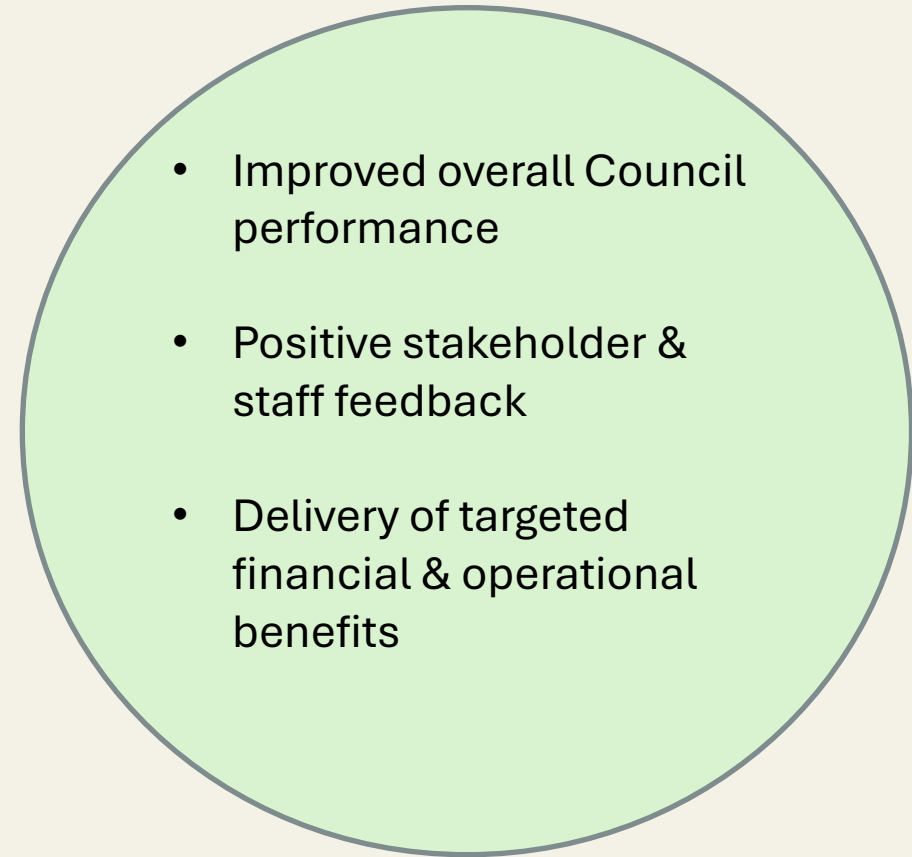 • Improved overall Council
performance
• Positive stakeholder &
staff feedback
• Delivery of targeted
financial & operational
benefits